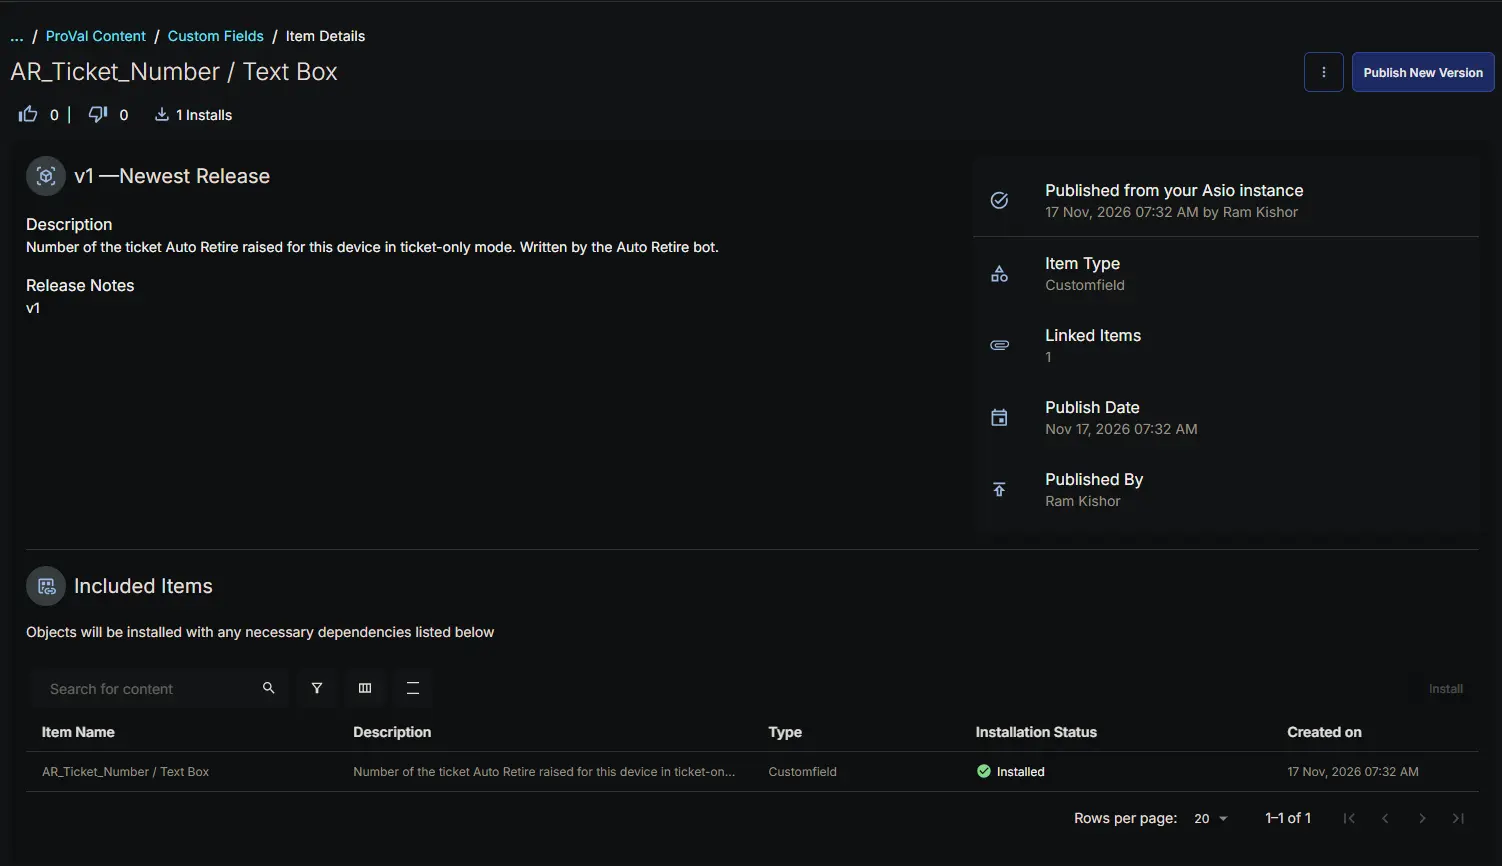 ... / ProVal Content / Custom Fields / Item Details
AR_Ticket_Number / Text Box
Publish New Version
0 | 0 1 Installs
v1 —Newest Release
Description
Number of the ticket Auto Retire raised for this device in ticket-only mode. Written by the Auto Retire bot.
Release Notes
v1
Published from your Asio instance
17 Nov, 2026 07:32 AM by Ram Kishor
Item Type
Customfield
Linked Items
1
Publish Date
Nov 17, 2026 07:32 AM
Published By
Ram Kishor
Included Items
Objects will be installed with any necessary dependencies listed below
Search for content
Install
Item Name Description Type Installation Status Created on
AR_Ticket_Number / Text Box Number of the ticket Auto Retire raised for this device in ticket-on... Customfield Installed 17 Nov, 2026 07:32 AM
Rows per page: 20 1–1 of 1